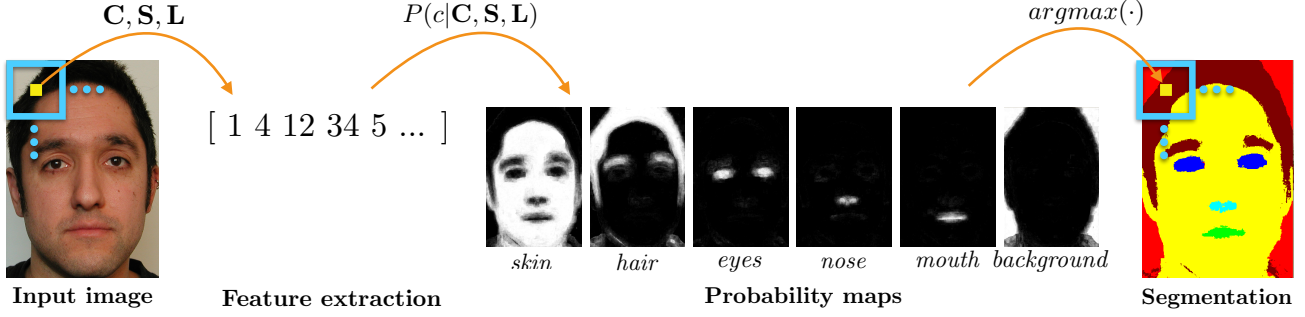 C, S, L
P(c|C, S, L)
argmax(·)
[ 1 4 12 34 5 ... ]
skin
hair
eyes
nose
mouth
background
Input image
Feature extraction
Probability maps
Segmentation